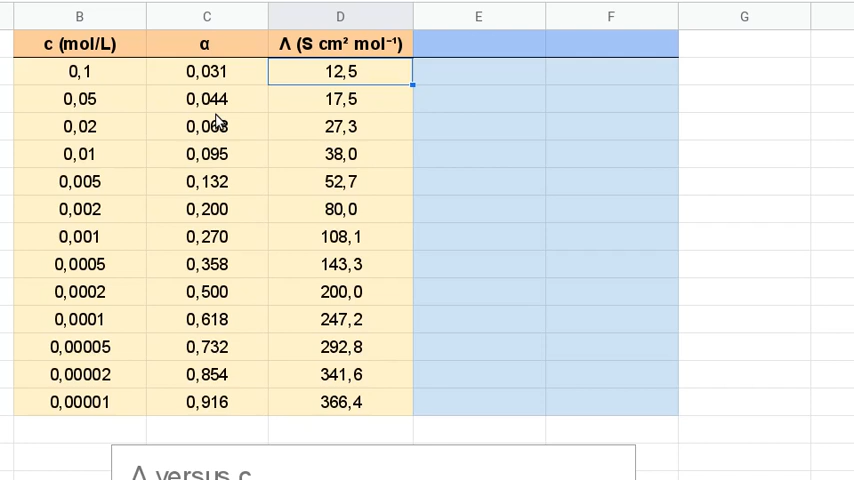 B C D E F G
c (mol/L) α Λ (S cm² mol⁻¹)
0,1 0,031 12,5
0,05 0,044 17,5
0,02 0,068 27,3
0,01 0,095 38,0
0,005 0,132 52,7
0,002 0,200 80,0
0,001 0,270 108,1
0,0005 0,358 143,3
0,0002 0,500 200,0
0,0001 0,618 247,2
0,00005 0,732 292,8
0,00002 0,854 341,6
0,00001 0,916 366,4
Λ versus c